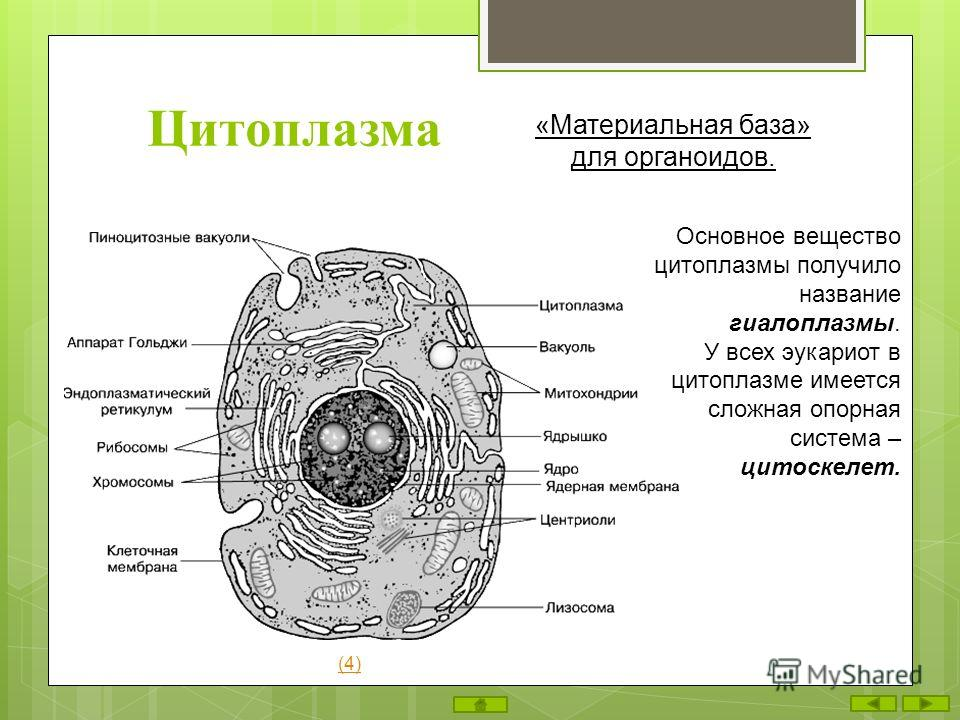 Цитоплазма
«Материальная база»
для органоидов.
Основное вещество
цитоплазмы получило
название
гиалоплазмы.
У всех эукариот в
цитоплазме имеется
сложная опорная
система –
цитоскелет.
Пиноцитозные вакуоли
Аппарат Гольджи
Эндоплазматический
ретикулум
Рибосомы
Хромосомы
Клеточная
мембрана
Цитоплазма
Вакуоль
Митохондрии
Ядрышко
Ядро
Ядерная мембрана
Центриоли
Лизосома
(4)
MyShared